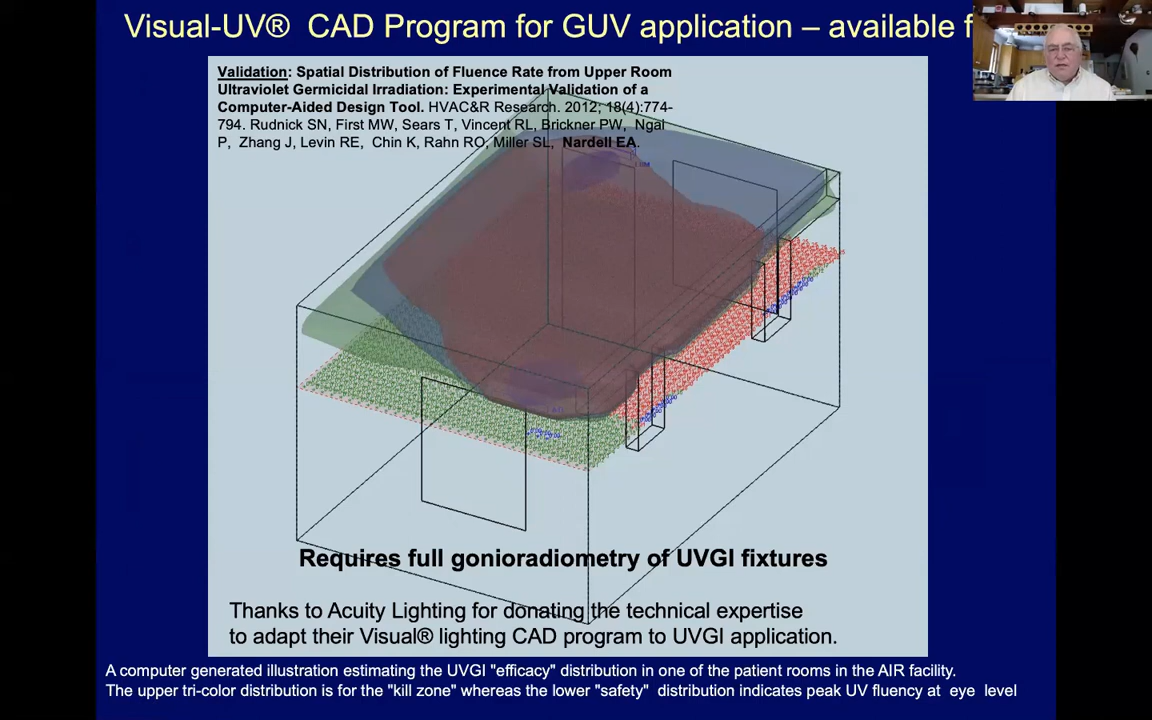 Visual-UV® CAD Program for GUV application – available f
Validation: Spatial Distribution of Fluence Rate from Upper Room
Ultraviolet Germicidal Irradiation: Experimental Validation of a
Computer-Aided Design Tool. HVAC&R Research. 2012; 18(4):774-
794. Rudnick SN, First MW, Sears T, Vincent RL, Brickner PW, Ngai
P, Zhang J, Levin RE, Chin K, Rahn RO, Miller SL, Nardell EA.
Requires full gonioradiometry of UVGI fixtures
Thanks to Acuity Lighting for donating the technical expertise
to adapt their Visual® lighting CAD program to UVGI application.
A computer generated illustration estimating the UVGI "efficacy" distribution in one of the patient rooms in the AIR facility.
The upper tri-color distribution is for the "kill zone" whereas the lower "safety" distribution indicates peak UV fluency at eye level